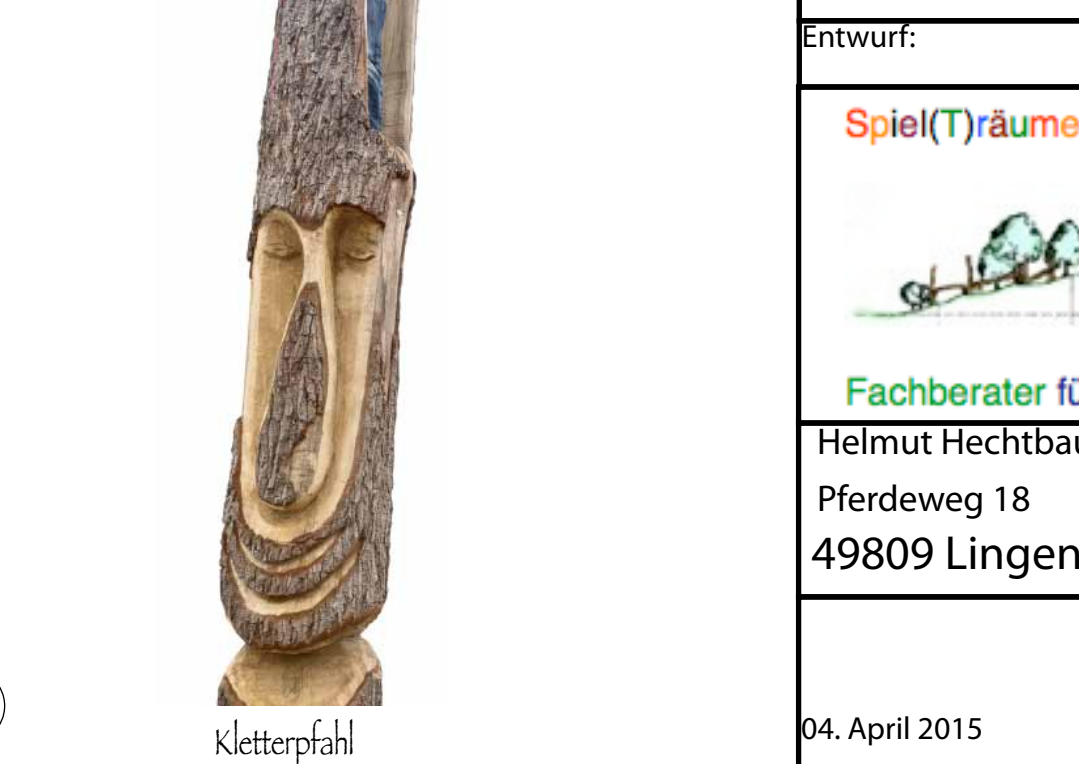 Entwurf:
Spiel(T)räume
Fachberater
Helmut
Pferdeweg 18
49809 Lingen
04. April 2015
Kletterpfahl